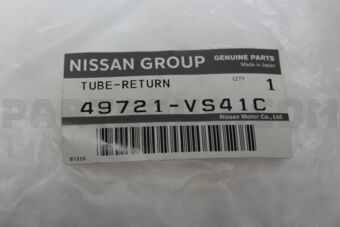 NISSAN GROUP
GENUINE PARTS
Made in Japan
TUBE-RETURN
QTY
49721-VS41C
1
Nissan Motor Co., Ltd.